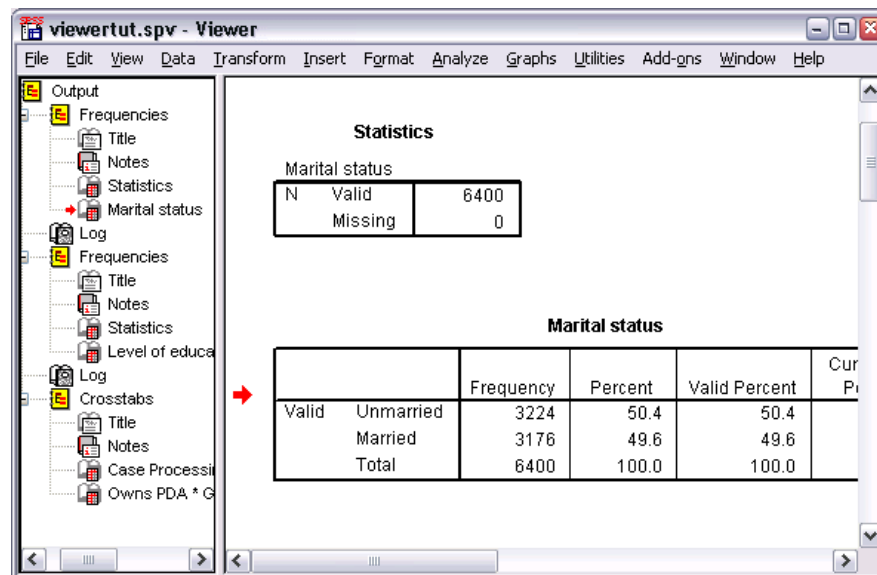 viewertut.spv - Viewer
File Edit View Data Transform Insert Format Analyze Graphs Utilities Add-ons Window Help
Output
Frequencies
Title
Notes
Statistics
Marital status
Log
Frequencies
Title
Notes
Statistics
Level of educa
Log
Crosstabs
Title
Notes
Case Processi
Owns PDA * G
Statistics
Marital status
N Valid 6400
Missing 0
Marital status
Cur
Frequency Percent Valid Percent P
Valid Unmarried 3224 50.4 50.4
Married 3176 49.6 49.6
Total 6400 100.0 100.0